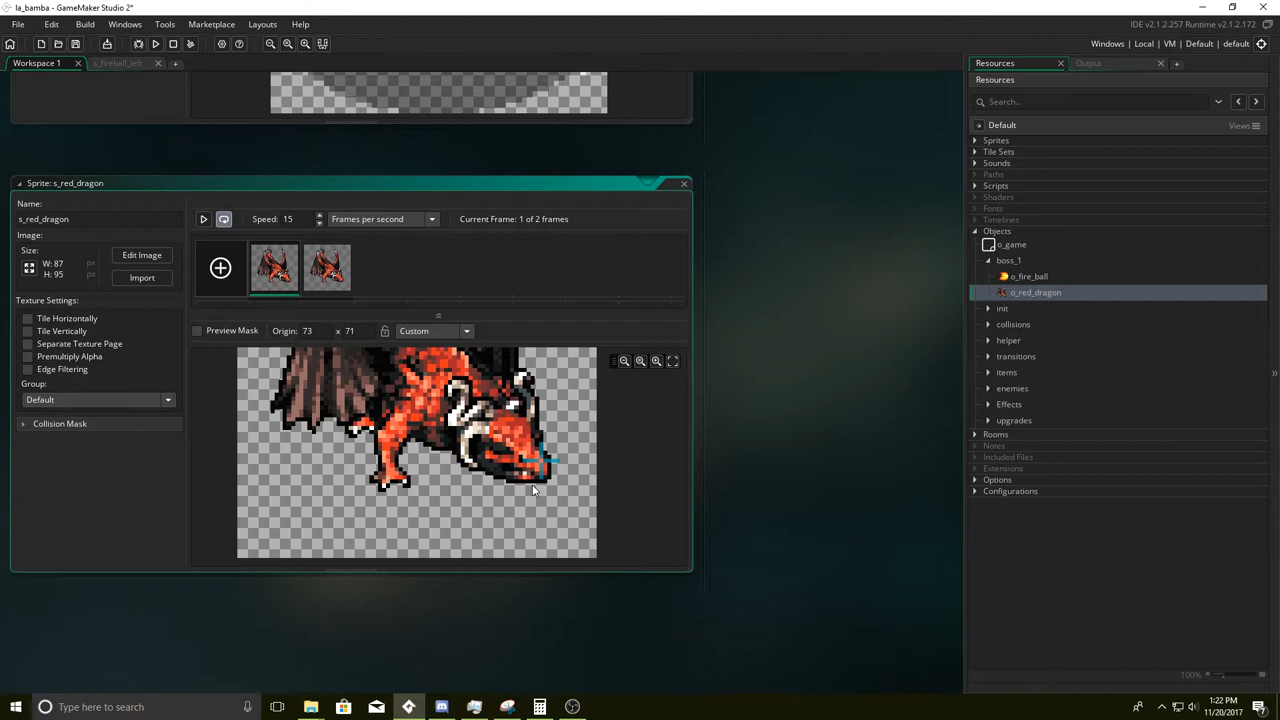 la_bamba - GameMaker Studio 2*
File Edit Build Windows Tools Marketplace Layouts Help
IDE v2.1.2.257 Runtime v2.1.2.172
Windows | Local | VM | Default | default
Workspace 1 s_fireball_left
Resources Output
Resources
Search...
Default Views
Sprites
Tile Sets
Sounds
Paths
Scripts
Shaders
Fonts
Timelines
Objects
o_game
boss_1
o_fire_ball
o_red_dragon
init
collisions
helper
transitions
items
enemies
Effects
upgrades
Rooms
Notes
Included Files
Extensions
Options
Configurations
Sprite: s_red_dragon
Name:
s_red_dragon
Image:
Size:
W: 87 px
H: 95 px
Edit Image
Import
Texture Settings:
Tile Horizontally
Tile Vertically
Separate Texture Page
Premultiply Alpha
Edge Filtering
Group:
Default
Collision Mask
Speed: 15 Frames per second Current Frame: 1 of 2 frames
Preview Mask Origin: 73 x 71 Custom
100%
Type here to search
1:22 PM
11/20/2017